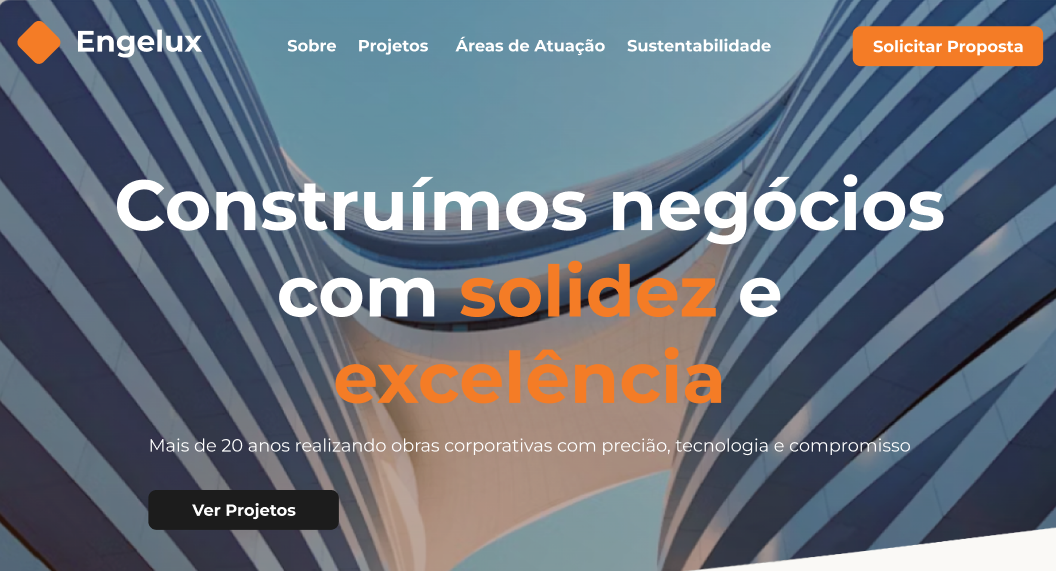 Engelux
Sobre Projetos Áreas de Atuação Sustentabilidade
Solicitar Proposta
Construímos negócios
com solidez e
excelência
Mais de 20 anos realizando obras corporativas com precião, tecnologia e compromisso
Ver Projetos